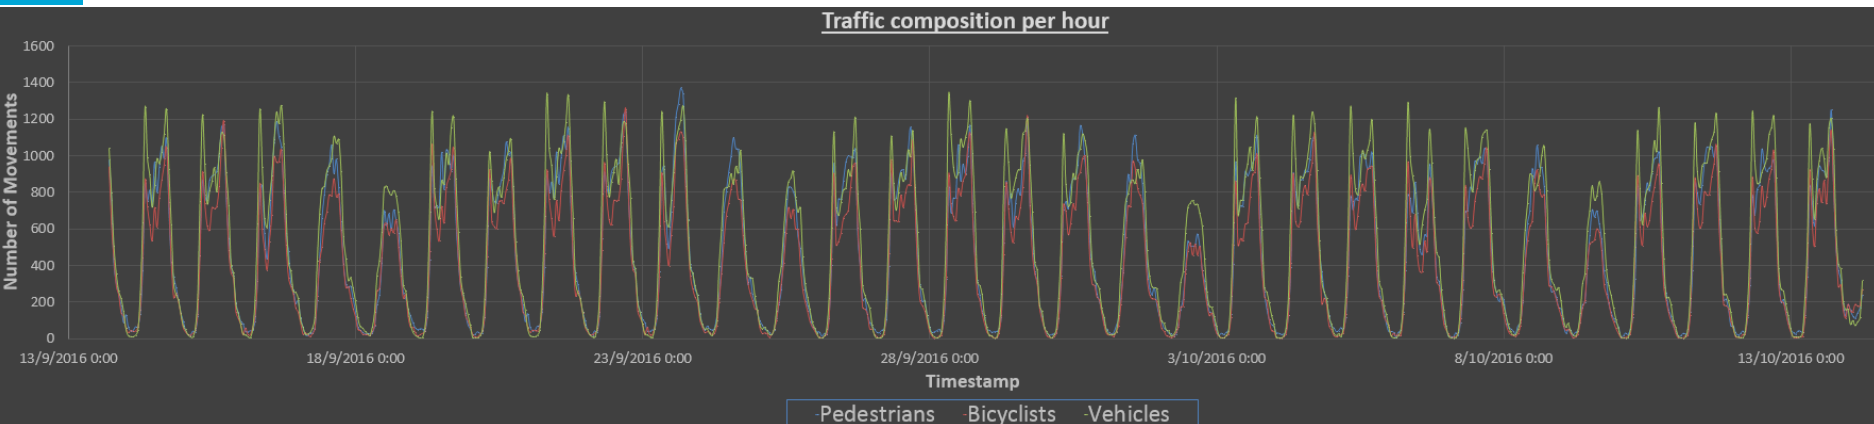 Traffic composition per hour
1600
1400
1200
1000
800
600
400
200
0
Number of Movements
13/9/2016 0:00 18/9/2016 0:00 23/9/2016 0:00 28/9/2016 0:00 3/10/2016 0:00 8/10/2016 0:00 13/10/2016 0:00
Timestamp
Pedestrians Bicyclists Vehicles